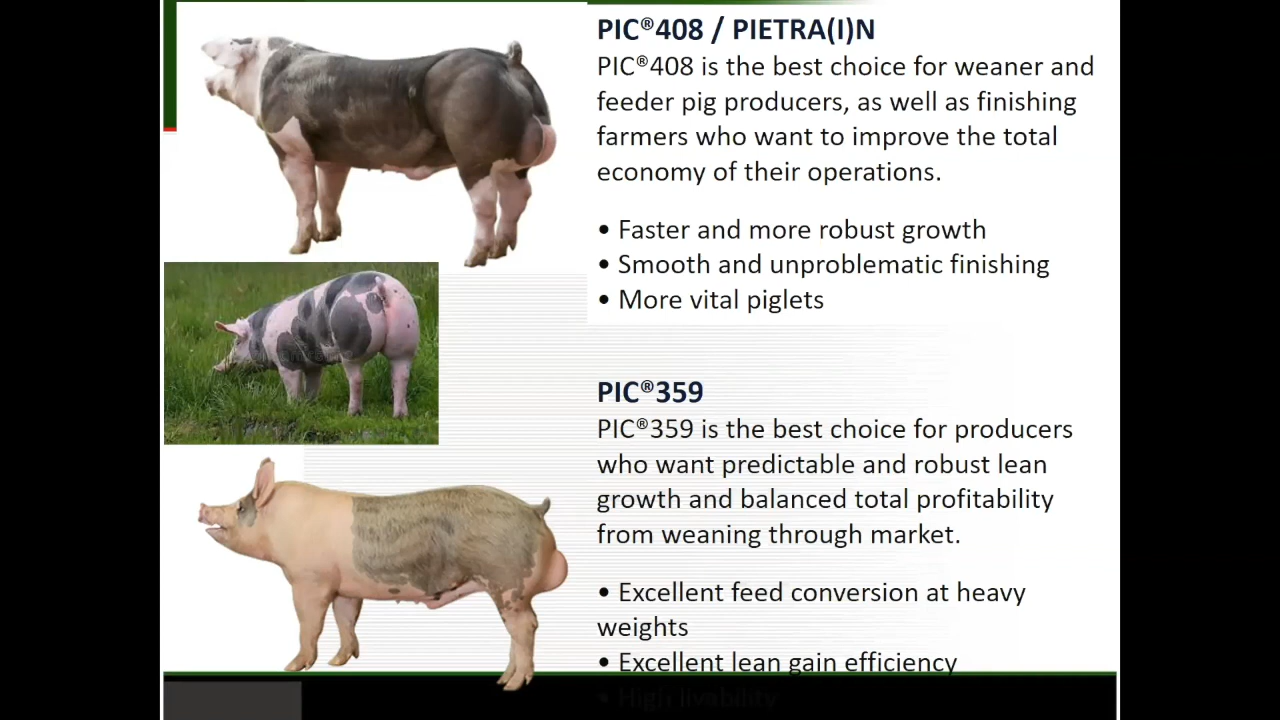 PIC®408 / PIETRA(I)N
PIC®408 is the best choice for weaner and
feeder pig producers, as well as finishing
farmers who want to improve the total
economy of their operations.
• Faster and more robust growth
• Smooth and unproblematic finishing
• More vital piglets
PIC®359
PIC®359 is the best choice for producers
who want predictable and robust lean
growth and balanced total profitability
from weaning through market.
• Excellent feed conversion at heavy
weights
• Excellent lean gain efficiency
• High livability